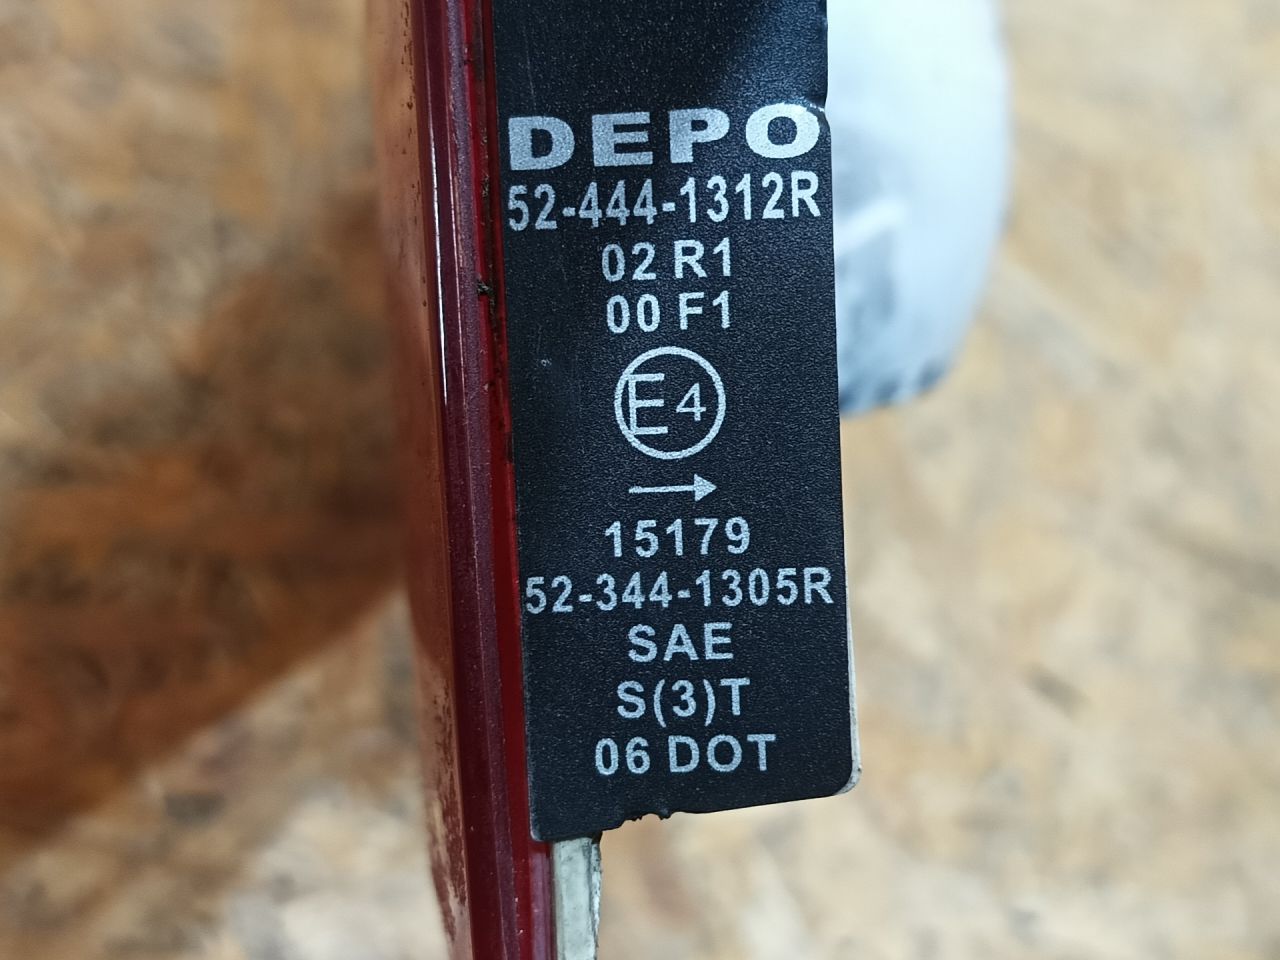 DEPO
52-444-1312R
02 R1
00 F1
E4
→
15179
52-344-1305R
SAE
S(3)T
06 DOT